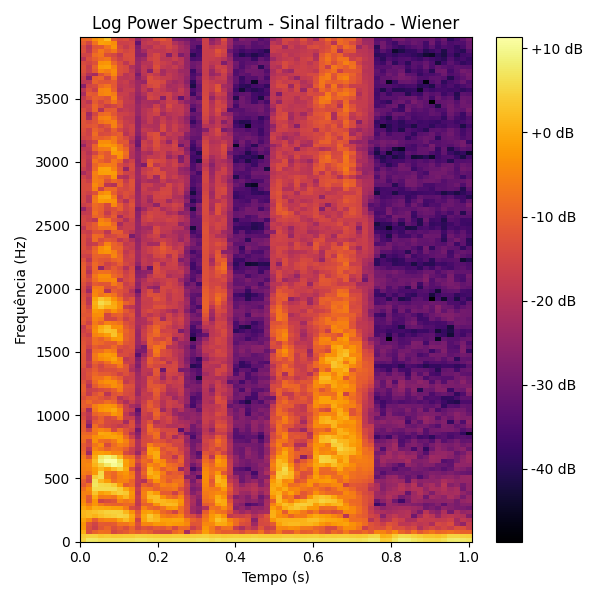 Log Power Spectrum - Sinal filtrado - Wiener
Frequência (Hz)
3500
3000
2500
2000
1500
1000
500
0
0.0 0.2 0.4 0.6 0.8 1.0
Tempo (s)
+10 dB
+0 dB
-10 dB
-20 dB
-30 dB
-40 dB